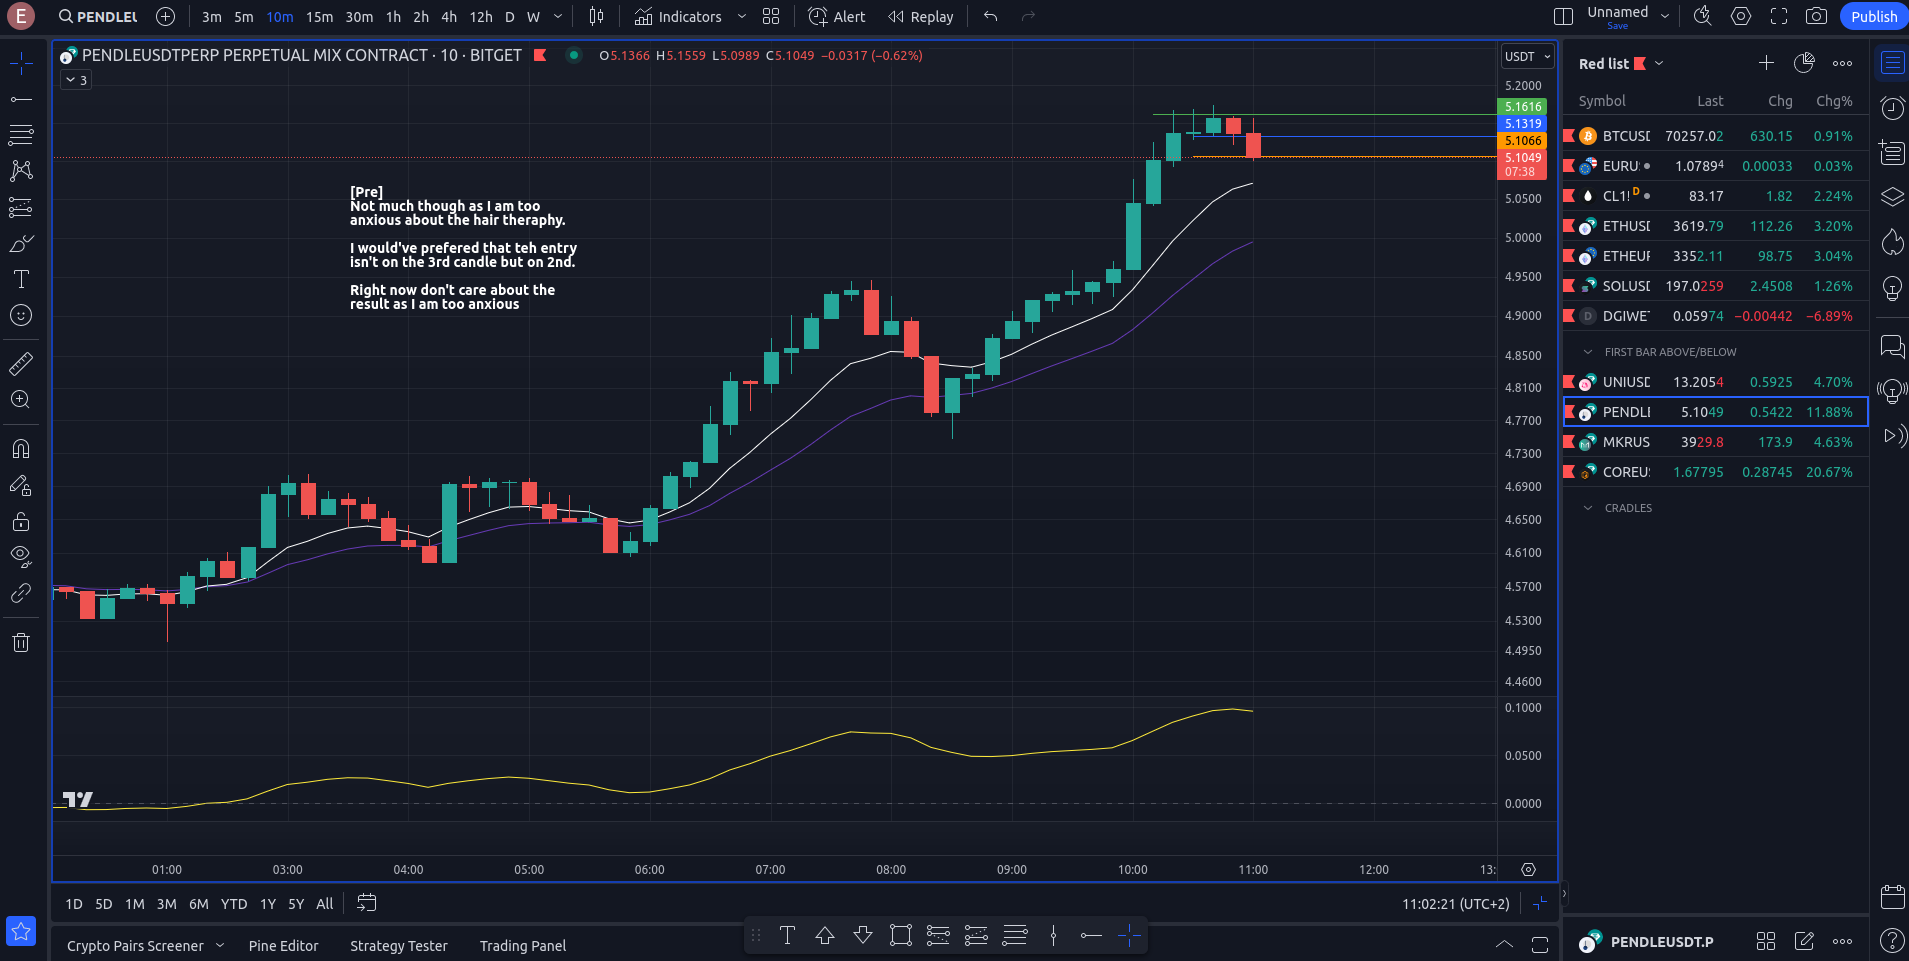 E
PENDLEU
3m 5m 10m 15m 30m 1h 2h 4h 12h D W
Indicators
Alert
Replay
Unnamed
Save
Publish
PENDLEUSDTPERP PERPETUAL MIX CONTRACT · 10 · BITGET
O5.1366 H5.1559 L5.0989 C5.1049 −0.0317 (−0.62%)
3
USDT
[Pre]
Not much though as I am too
anxious about the hair theraphy.
I would've prefered that teh entry
isn't on the 3rd candle but on 2nd.
Right now don't care about the
result as I am too anxious
5.2000
5.1616
5.1319
5.1066
5.1049
07:38
5.0500
5.0000
4.9500
4.9000
4.8500
4.8100
4.7700
4.7300
4.6900
4.6500
4.6100
4.5700
4.5300
4.4950
4.4600
0.1000
0.0500
0.0000
01:00 03:00 04:00 05:00 06:00 07:00 08:00 09:00 10:00 11:00 12:00 13:
1D 5D 1M 3M 6M YTD 1Y 5Y All
11:02:21 (UTC+2)
Crypto Pairs Screener Pine Editor Strategy Tester Trading Panel
Red list
Symbol Last Chg Chg%
BTCUSD 70257.02 630.15 0.91%
EURU 1.07894 0.00033 0.03%
CL1! D 83.17 1.82 2.24%
ETHUSD 3619.79 112.26 3.20%
ETHEUR 3352.11 98.75 3.04%
SOLUSD 197.0259 2.4508 1.26%
D DGIWE 0.05974 −0.00442 −6.89%
FIRST BAR ABOVE/BELOW
UNIUSD 13.2054 0.5925 4.70%
PENDLE 5.1049 0.5422 11.88%
MKRUS 3929.8 173.9 4.63%
COREU 1.67795 0.28745 20.67%
CRADLES
PENDLEUSDT.P